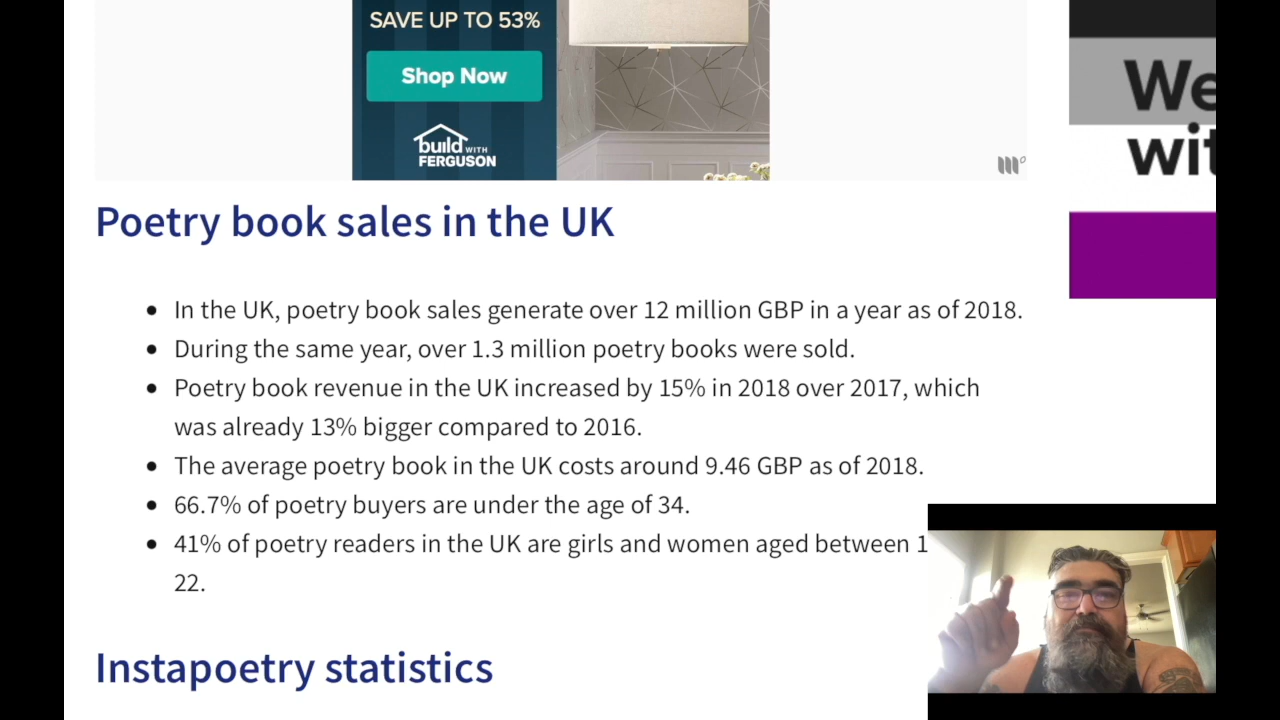 SAVE UP TO 53%
Shop Now
build WITH
FERGUSON
We
wit
Poetry book sales in the UK
• In the UK, poetry book sales generate over 12 million GBP in a year as of 2018.
• During the same year, over 1.3 million poetry books were sold.
• Poetry book revenue in the UK increased by 15% in 2018 over 2017, which
was already 13% bigger compared to 2016.
• The average poetry book in the UK costs around 9.46 GBP as of 2018.
• 66.7% of poetry buyers are under the age of 34.
• 41% of poetry readers in the UK are girls and women aged between 1
22.
Instapoetry statistics